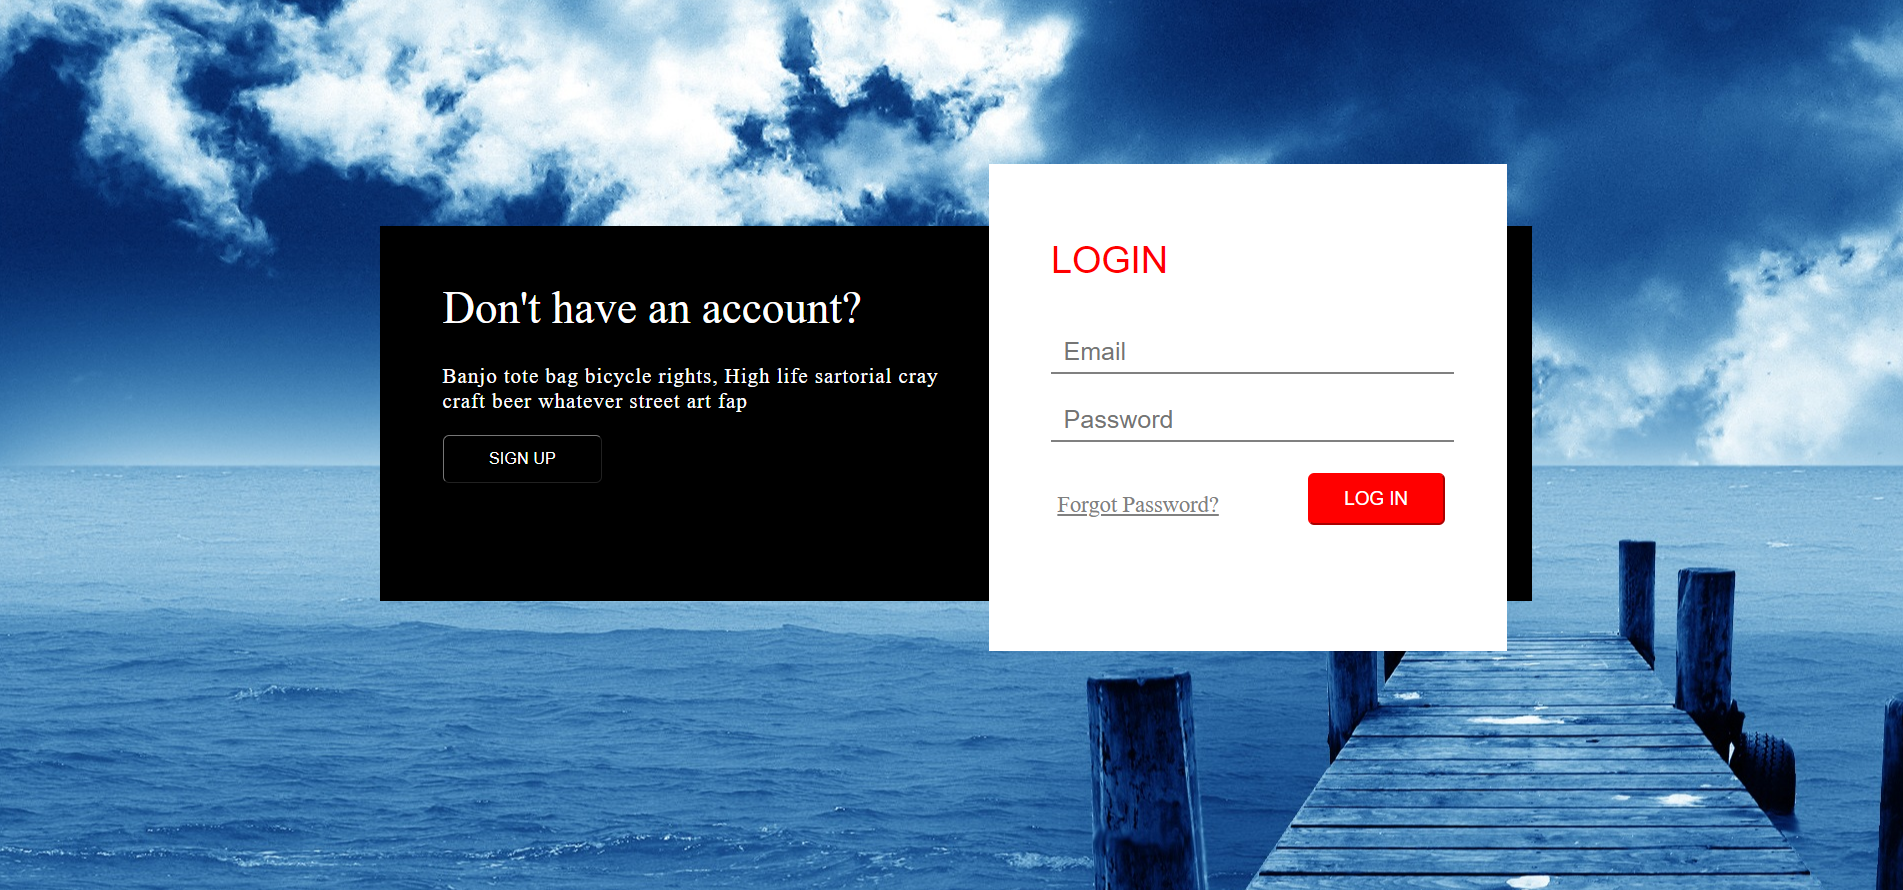 Don't have an account?
Banjo tote bag bicycle rights, High life sartorial cray
craft beer whatever street art fap
SIGN UP
LOGIN
Email
Password
Forgot Password?
LOG IN